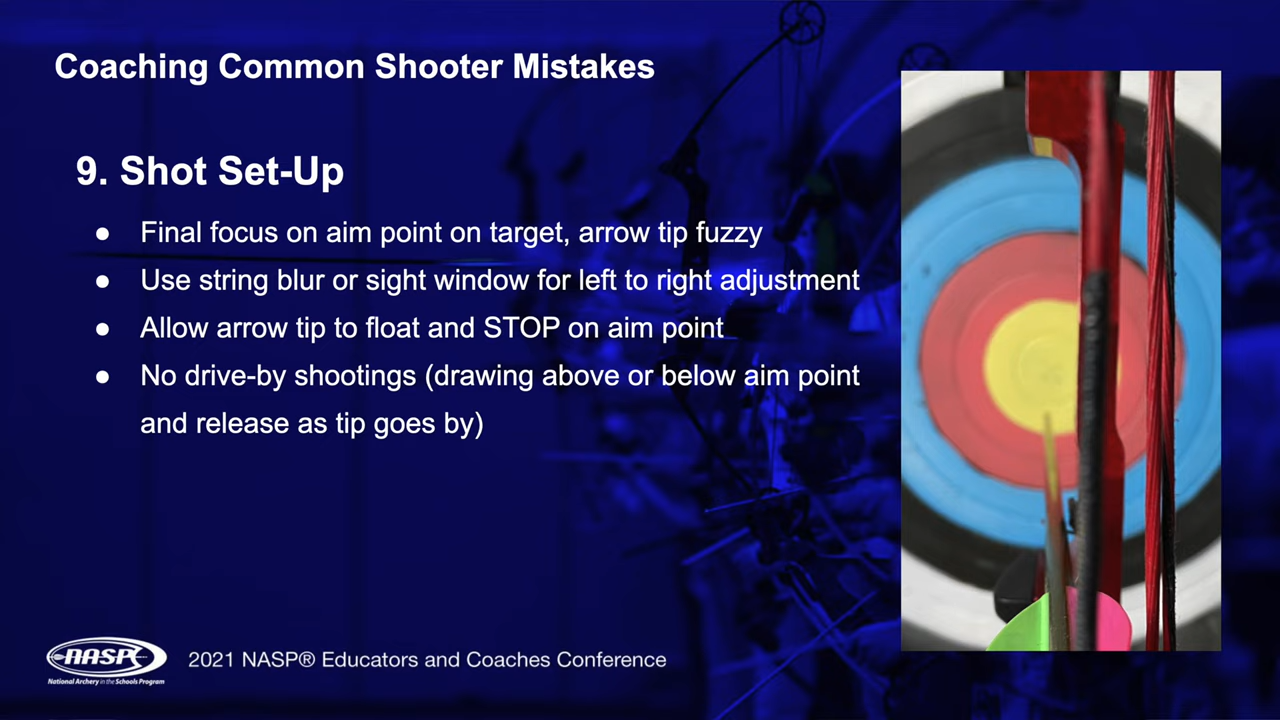 Coaching Common Shooter Mistakes
9. Shot Set-Up
● Final focus on aim point on target, arrow tip fuzzy
● Use string blur or sight window for left to right adjustment
● Allow arrow tip to float and STOP on aim point
● No drive-by shootings (drawing above or below aim point
and release as tip goes by)
NASP
National Archery in the Schools Program
2021 NASP® Educators and Coaches Conference